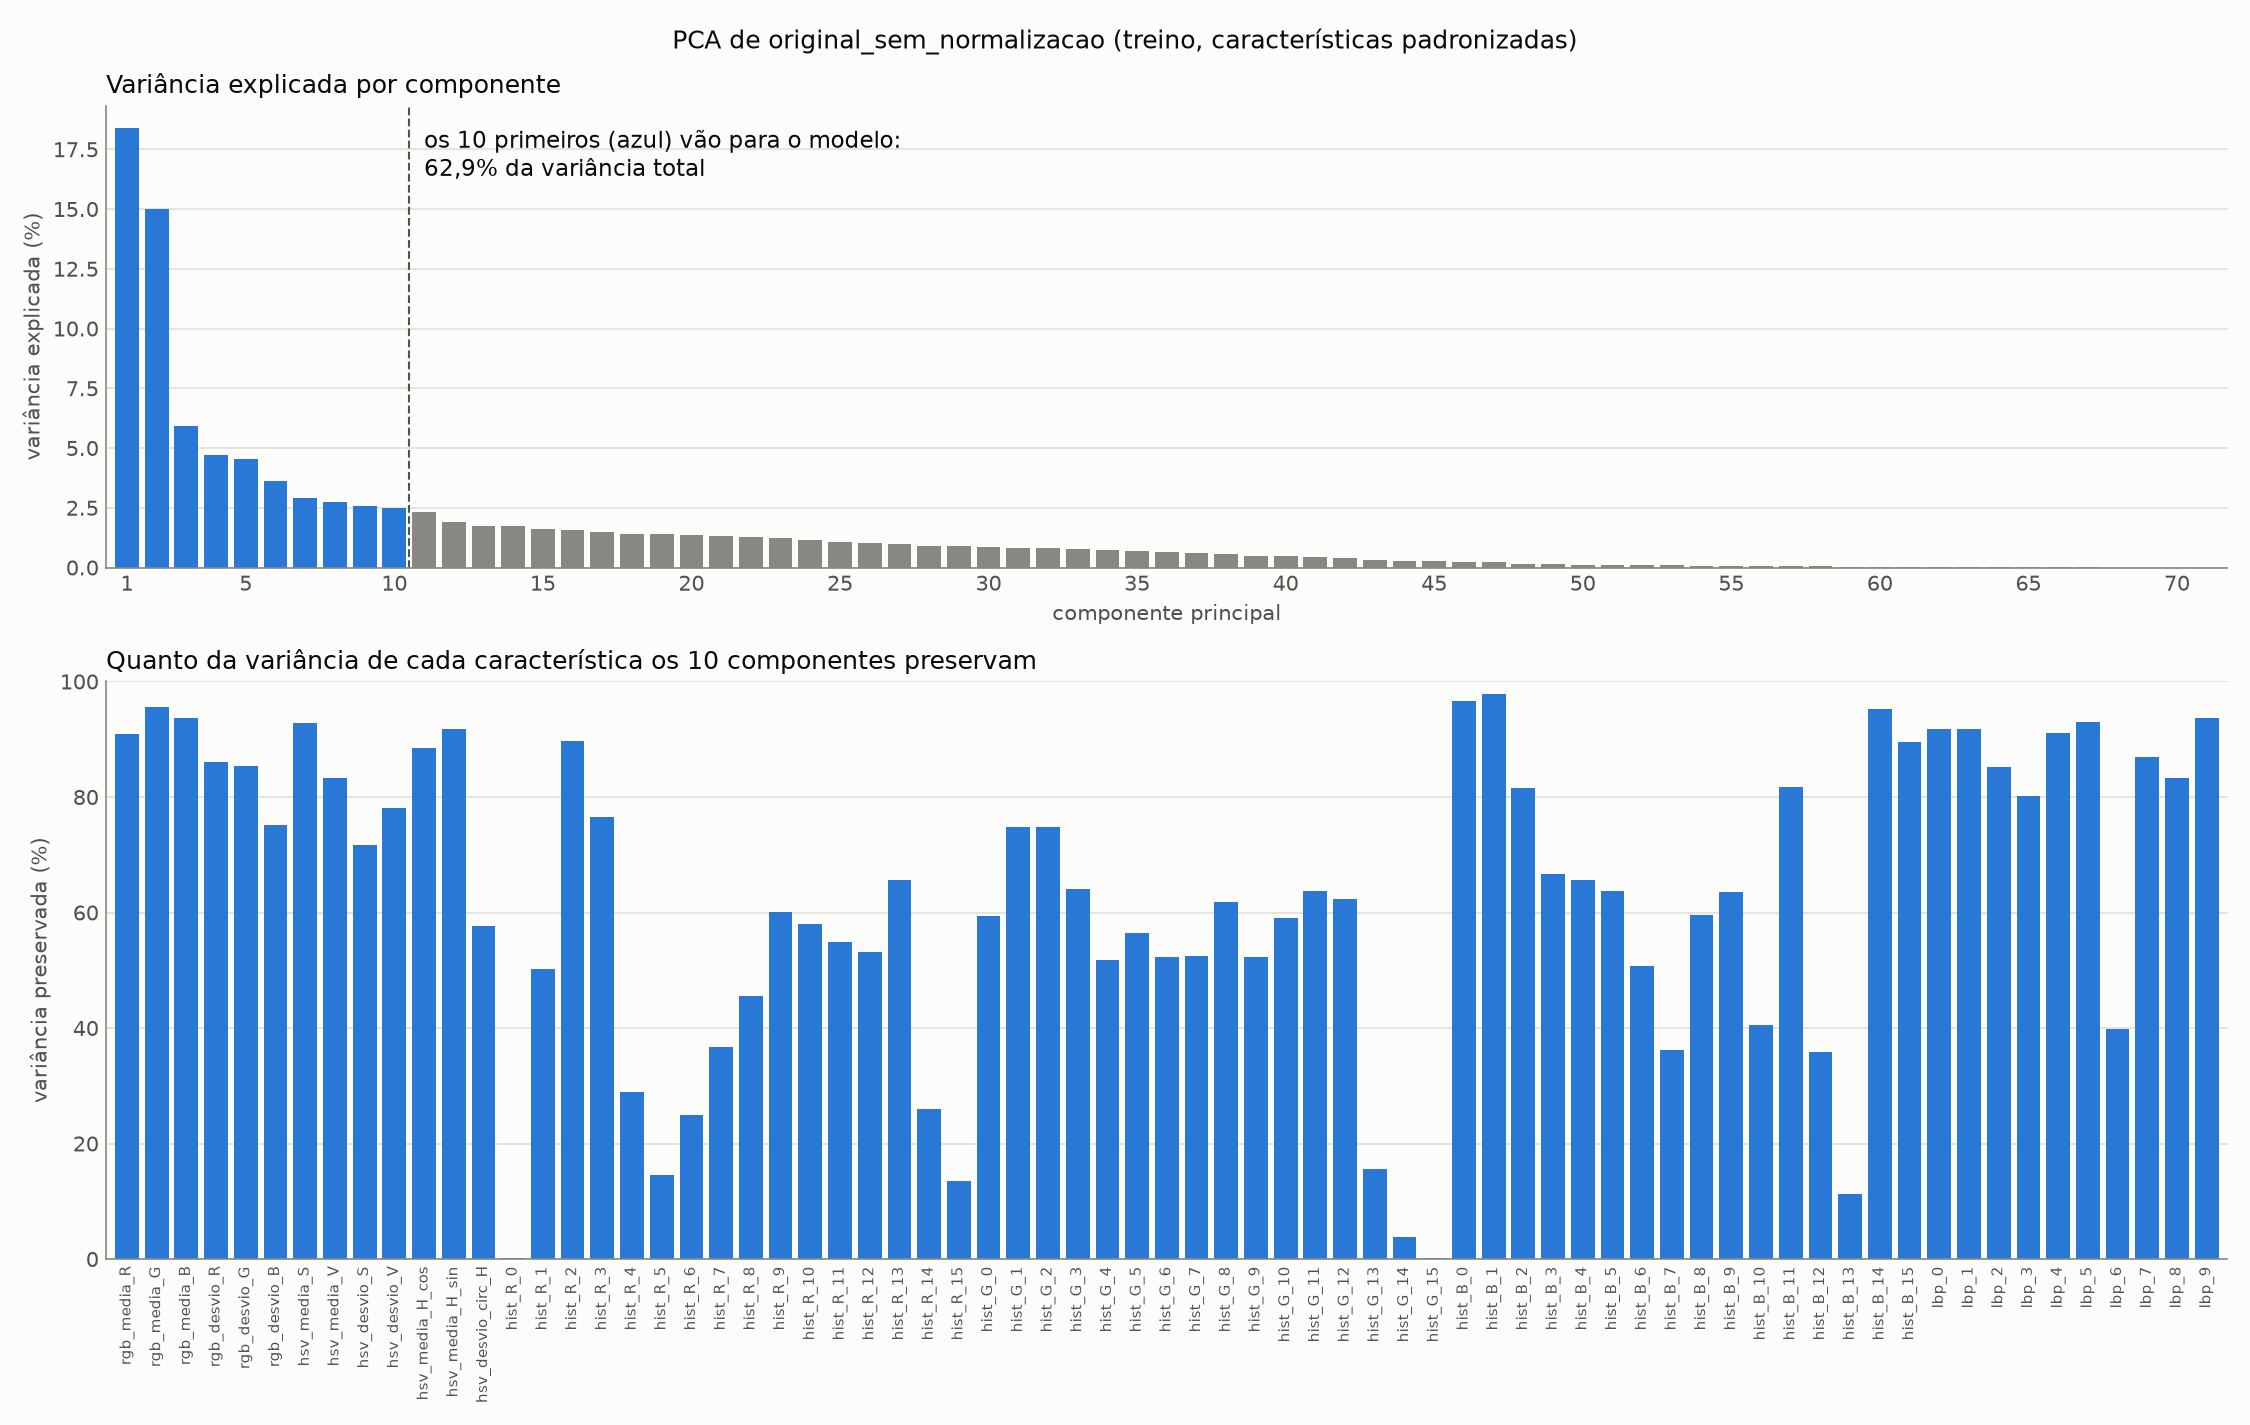 PCA de original_sem_normalizacao (treino, características padronizadas)
Variância explicada por componente
os 10 primeiros (azul) vão para o modelo:
62,9% da variância total
variância explicada (%)
17.5
15.0
12.5
10.0
7.5
5.0
2.5
0.0
1 5 10 15 20 25 30 35 40 45 50 55 60 65 70
componente principal
Quanto da variância de cada característica os 10 componentes preservam
variância preservada (%)
100
80
60
40
20
0
rgb_media_R
rgb_media_G
rgb_media_B
rgb_desvio_R
rgb_desvio_G
rgb_desvio_B
hsv_media_S
hsv_media_V
hsv_desvio_S
hsv_desvio_V
hsv_media_H_cos
hsv_media_H_sin
hsv_desvio_circ_H
hist_R_0
hist_R_1
hist_R_2
hist_R_3
hist_R_4
hist_R_5
hist_R_6
hist_R_7
hist_R_8
hist_R_9
hist_R_10
hist_R_11
hist_R_12
hist_R_13
hist_R_14
hist_R_15
hist_G_0
hist_G_1
hist_G_2
hist_G_3
hist_G_4
hist_G_5
hist_G_6
hist_G_7
hist_G_8
hist_G_9
hist_G_10
hist_G_11
hist_G_12
hist_G_13
hist_G_14
hist_G_15
hist_B_0
hist_B_1
hist_B_2
hist_B_3
hist_B_4
hist_B_5
hist_B_6
hist_B_7
hist_B_8
hist_B_9
hist_B_10
hist_B_11
hist_B_12
hist_B_13
hist_B_14
hist_B_15
lbp_0
lbp_1
lbp_2
lbp_3
lbp_4
lbp_5
lbp_6
lbp_7
lbp_8
lbp_9